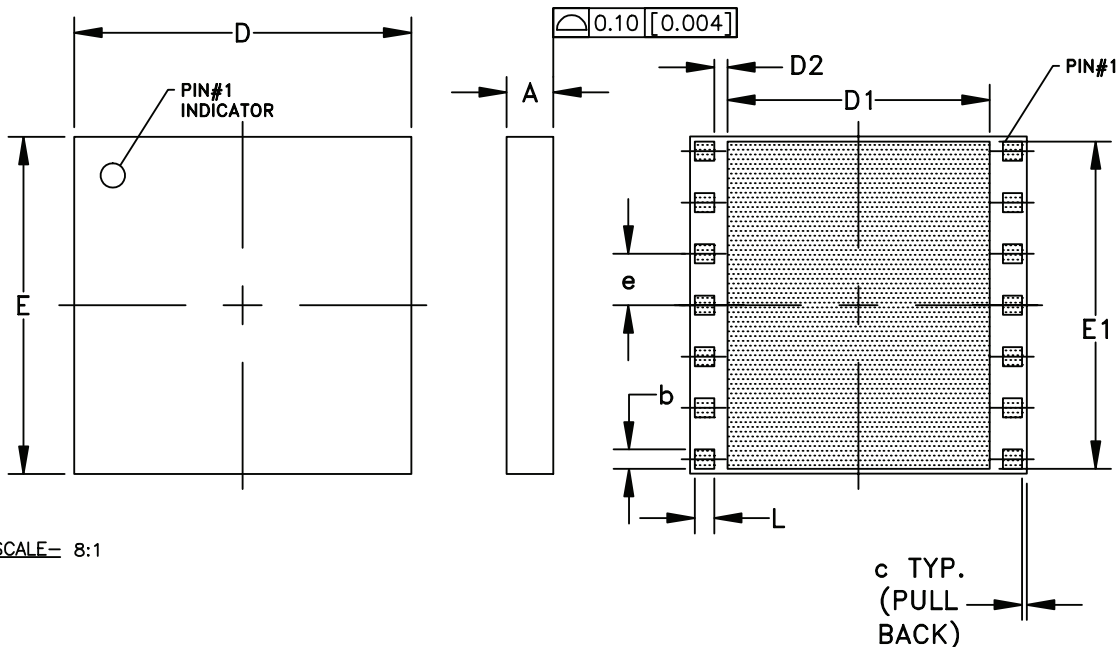 D
0.10 [0.004]
D2
PIN#1
A
D1
PIN#1
INDICATOR
e
E
E1
b
L
SCALE- 8:1
c TYP.
(PULL
BACK)